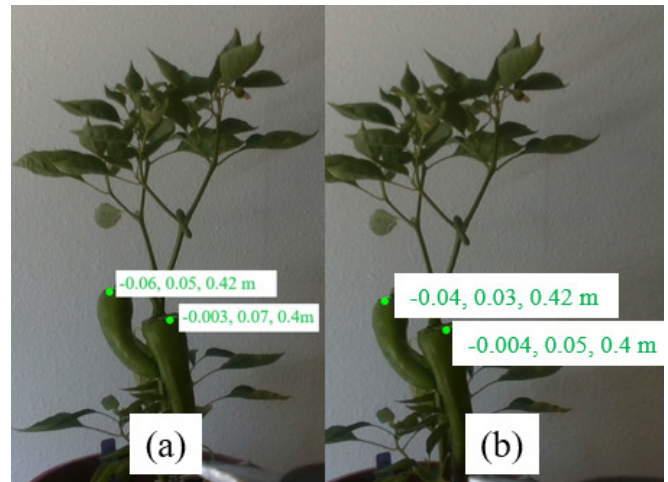 -0.06, 0.05, 0.42 m
-0.003, 0.07, 0.4m
-0.04, 0.03, 0.42 m
-0.004, 0.05, 0.4 m
(a)
(b)